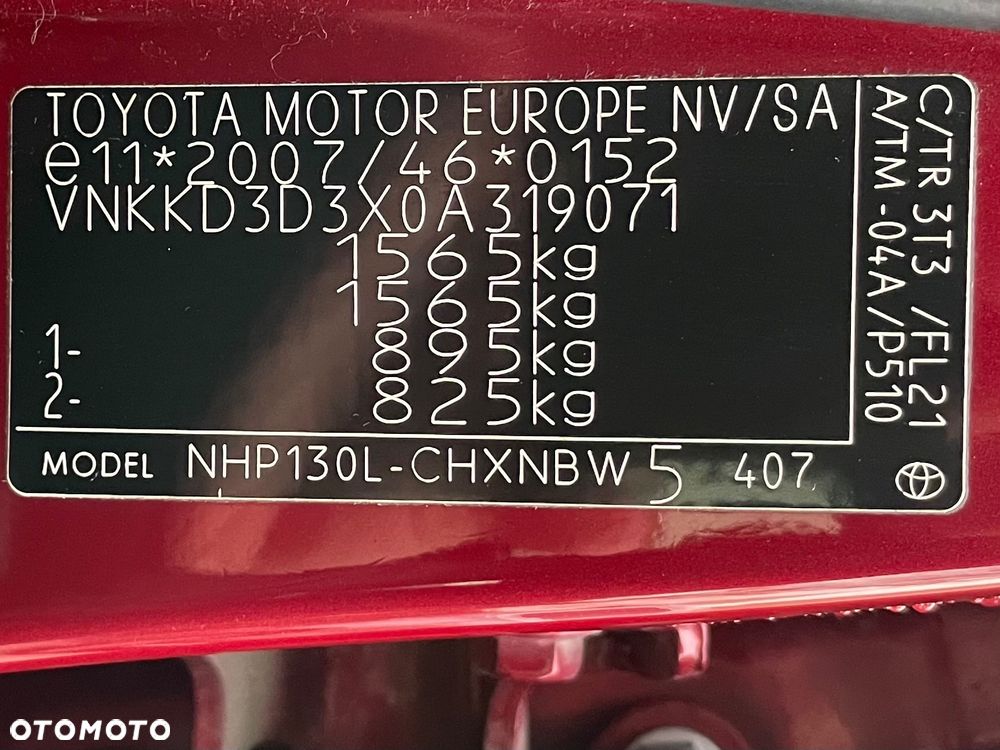 TOYOTA MOTOR EUROPE NV/SA
e11*2007/46*0152
VNKKD3D3X0A319071
1565kg
1565kg
1- 895kg
2- 825kg
MODEL NHP130L-CHXNBW 5 407
C/TR 3T3 /FL21
A/TM -04A/P510
OTOMOTO